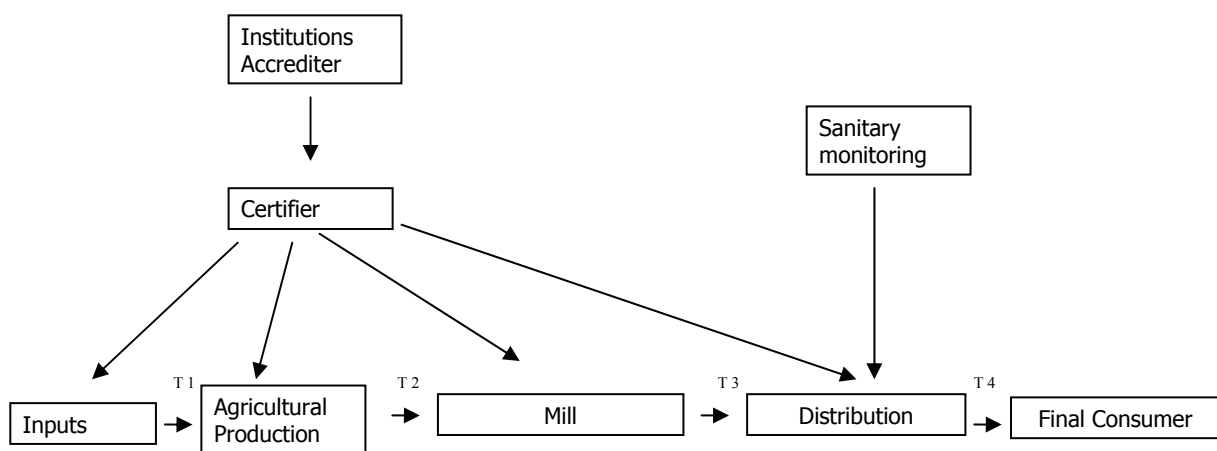 Institutions
Accrediter
Sanitary
monitoring
Certifier
T 1
T 2
T 3
T 4
Inputs
Agricultural
Production
Mill
Distribution
Final Consumer